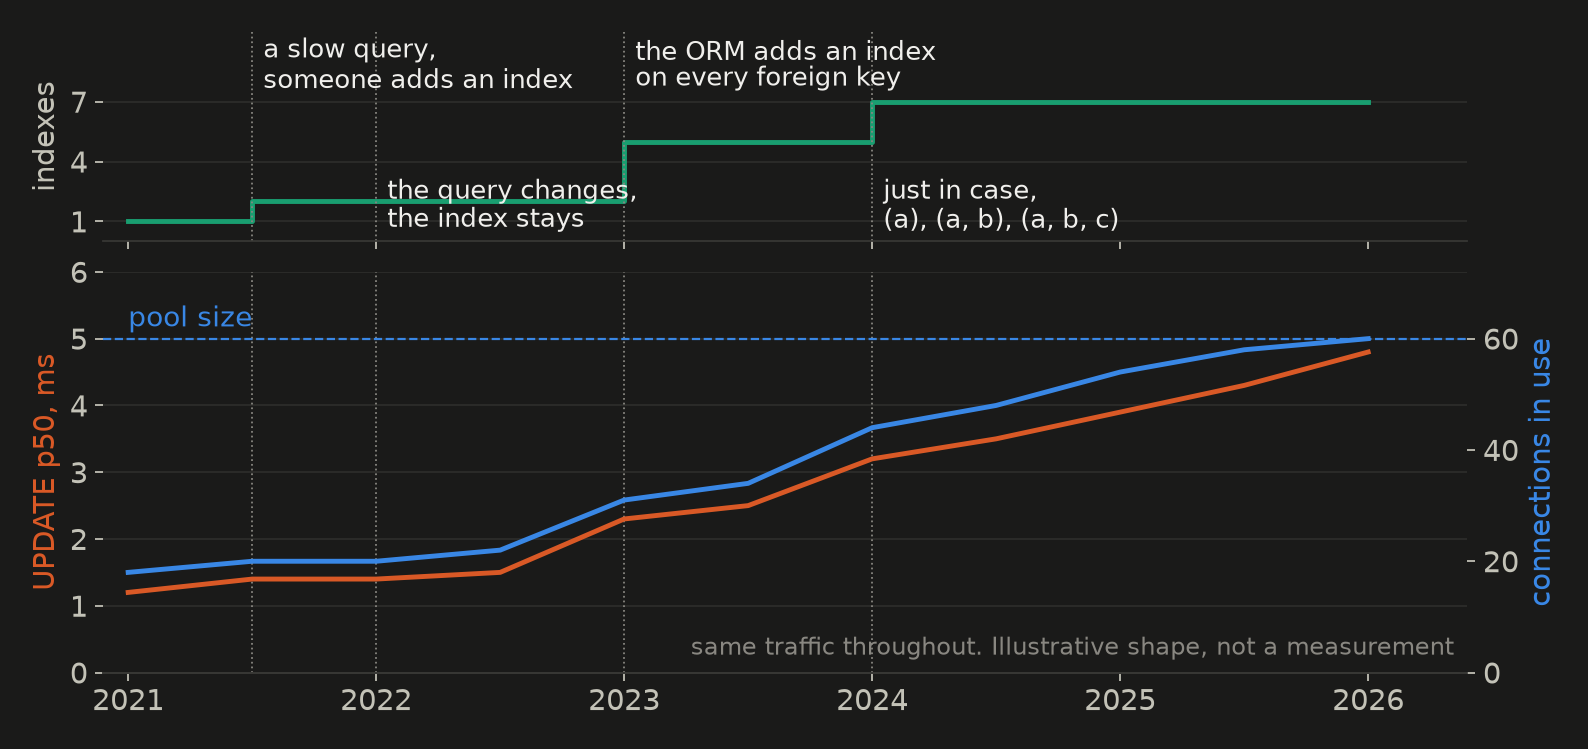 a slow query,
someone adds an index
the ORM adds an index
on every foreign key
indexes
7
4
1
the query changes,
the index stays
just in case,
(a), (a, b), (a, b, c)
pool size
UPDATE p50, ms
6
5
4
3
2
1
0
60
40
20
0
connections in use
same traffic throughout. Illustrative shape, not a measurement
2021
2022
2023
2024
2025
2026